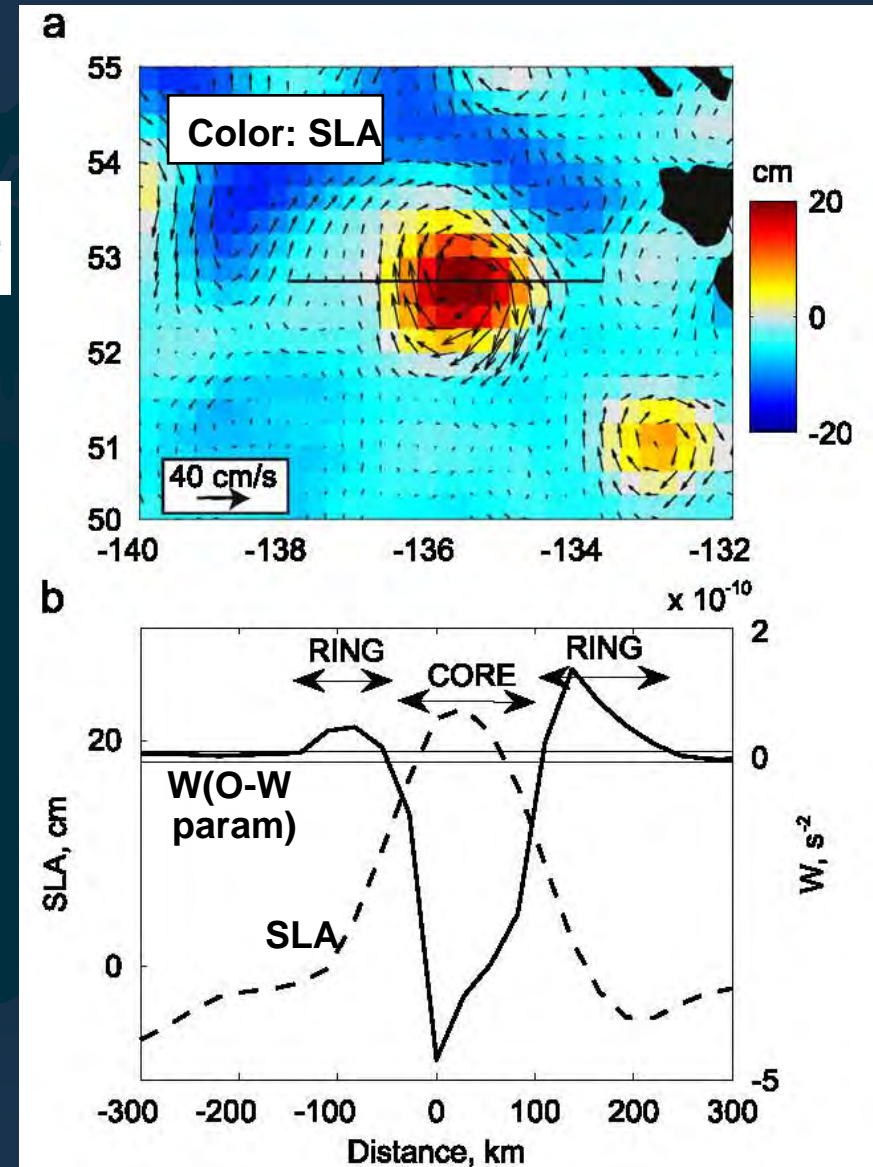 a
55
54
53
52
51
50
Color: SLA
40 cm/s
-140 -138 -136 -134 -132
cm
20
0
-20
b
x 10-10
RING CORE RING
W(O-W
param)
SLA
20
0
SLA, cm
2
0
-5
W, s-2
-300 -200 -100 0 100 200 300
Distance, km